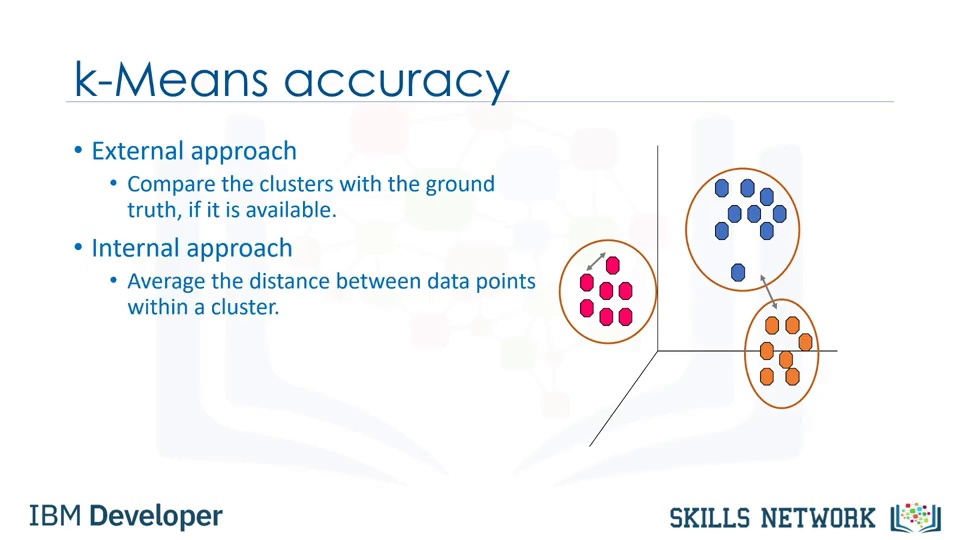 k-Means accuracy
• External approach
• Compare the clusters with the ground
truth, if it is available.
• Internal approach
• Average the distance between data points
within a cluster.
IBM Developer
SKILLS NETWORK